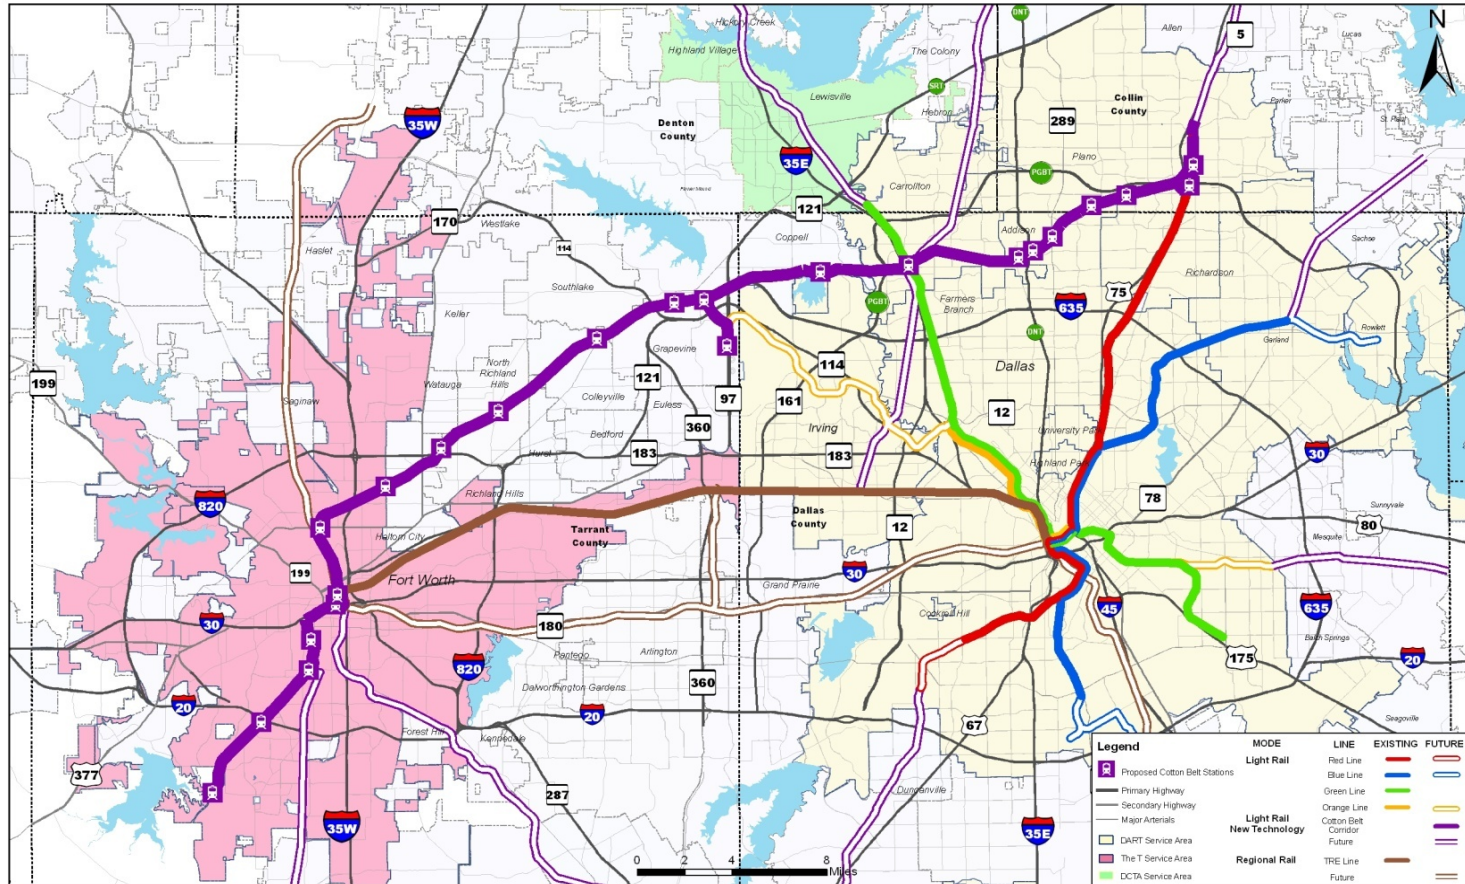 Hickory Creek
DNT
Allen
5
Lucas
N
Highland Village
The Colony
SRT
Lewisville
Hebron
Collin
County
Parker
St. Paul
35W
Denton
County
289
35E
Plano
PGBT
Carrollton
121
170
Westlake
Haslet
114
Coppell
Addison
Sachse
Southlake
Richardson
75
Keller
PGBT
Farmers
Branch
635
DNT
Garland
Rowlett
Grapevine
North
Richland
Hills
114
Dallas
199
Watauga
121
97
161
Saginaw
Colleyville
Euless
12
360
Irving
University Park
Bedford
Hurst
183
183
30
Highland Park
820
Richland Hills
78
Sunnyvale
Tarrant
County
Dallas
County
12
80
Mesquite
Haltom City
199
Fort Worth
30
Grand Prairie
45
635
30
180
Cockrell Hill
Balch Springs
175
20
820
Pantego
Arlington
Dalworthington Gardens
360
20
20
67
Seagoville
Forest Hill
Kennedale
377
287
Duncanville
35W
35E
0 2 4 8
Miles
Legend
MODE LINE EXISTING FUTURE
Light Rail Red Line
Proposed Cotton Belt Stations
Blue Line
Primary Highway
Green Line
Secondary Highway
Orange Line
Major Arterials
Light Rail
New Technology
Cotton Belt
Corridor
Future
DART Service Area
The T Service Area
Regional Rail TRE Line
DCTA Service Area
Future